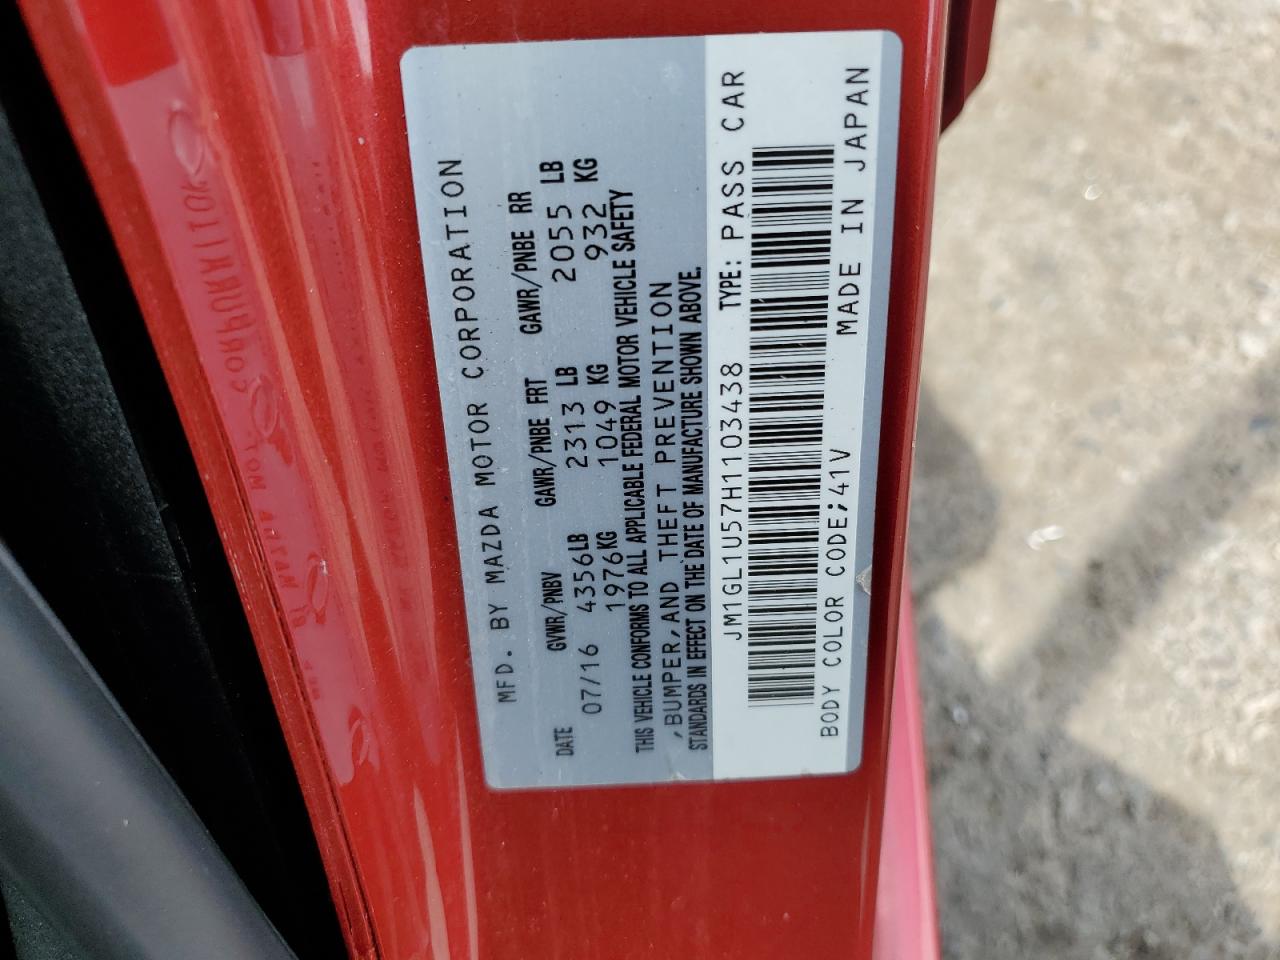 MFD. BY MAZDA MOTOR CORPORATION
DATE GVWR/PNBV GAWR/PNBE FRT GAWR/PNBE RR
07/16 4356LB 2313 LB 2055 LB
1976KG 1049 KG 932 KG
THIS VEHICLE CONFORMS TO ALL APPLICABLE FEDERAL MOTOR VEHICLE SAFETY
,BUMPER,AND THEFT PREVENTION
STANDARDS IN EFFECT ON THE DATE OF MANUFACTURE SHOWN ABOVE.
JM1GL1U57H1103438 TYPE: PASS CAR
BODY COLOR CODE;41V MADE IN JAPAN